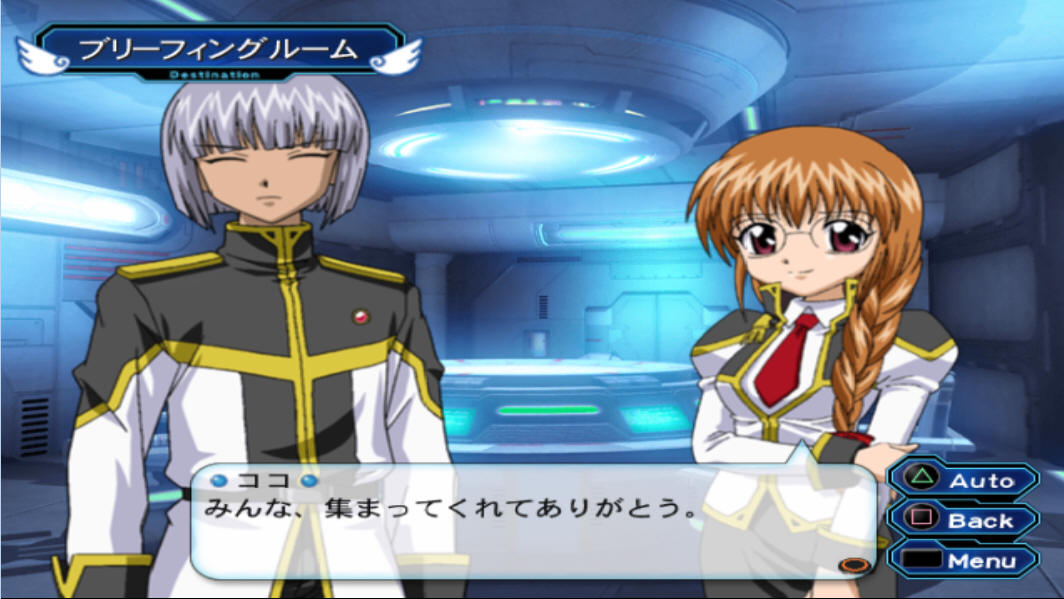 ブリーフィングルーム
Destination
ココ
みんな、集まってくれてありがとう。
Auto
Back
Menu